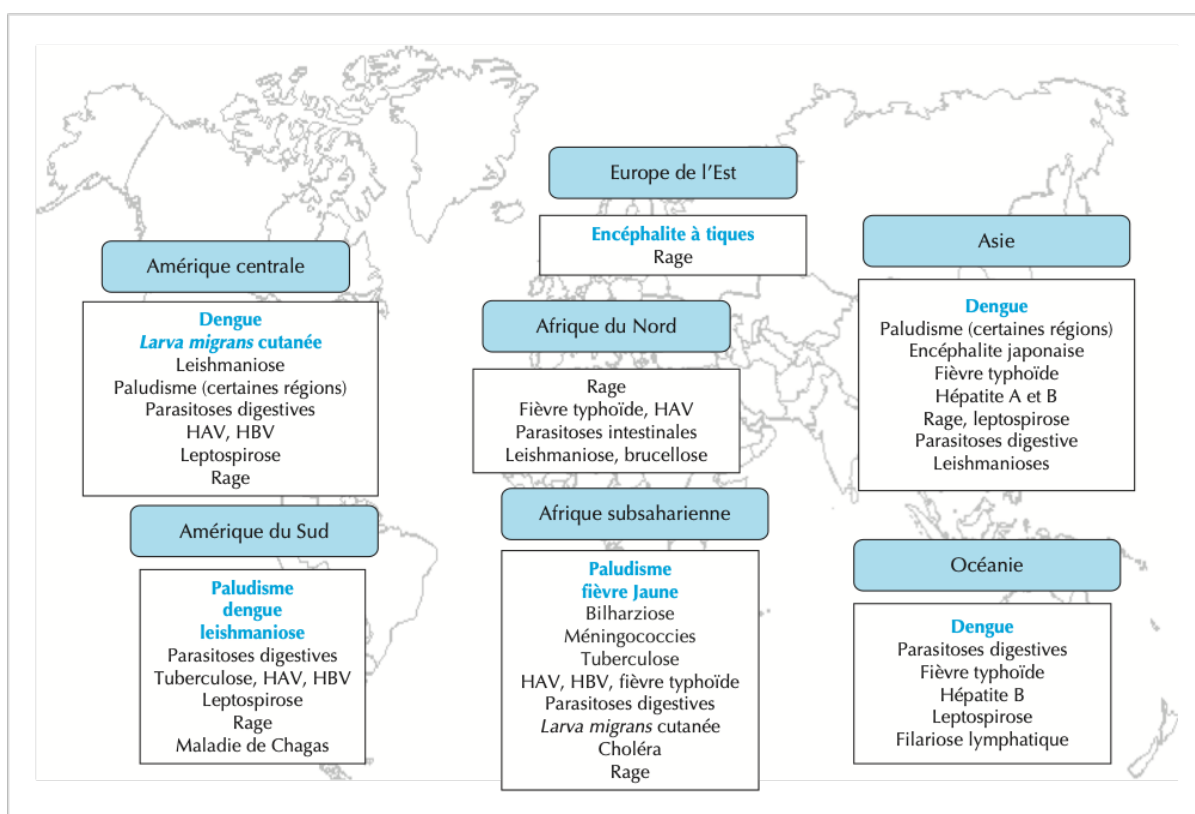 Europe de l'Est
Encéphalite à tiques
Rage
Asie
Dengue
Paludisme (certaines régions)
Encéphalite japonaise
Fièvre typhoïde
Hépatite A et B
Rage, leptospirose
Parasitoses digestive
Leishmanioses
Amérique centrale
Dengue
Larva migrans cutanée
Leishmaniose
Paludisme (certaines régions)
Parasitoses digestives
HAV, HBV
Leptospirose
Rage
Afrique du Nord
Rage
Fièvre typhoïde, HAV
Parasitoses intestinales
Leishmaniose, brucellose
Amérique du Sud
Paludisme
dengue
leishmaniose
Parasitoses digestives
Tuberculose, HAV, HBV
Leptospirose
Rage
Maladie de Chagas
Afrique subsaharienne
Paludisme
fièvre Jaune
Bilharziose
Méningococcies
Tuberculose
HAV, HBV, fièvre typhoïde
Parasitoses digestives
Larva migrans cutanée
Choléra
Rage
Océanie
Dengue
Parasitoses digestives
Fièvre typhoïde
Hépatite B
Leptospirose
Filariose lymphatique